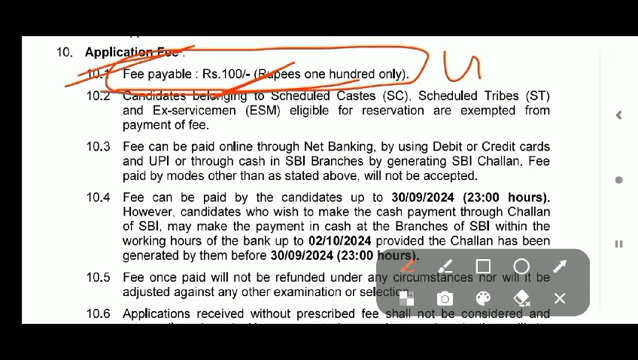 10. Application Fee :
10.1 Fee payable : Rs.100/- (Rupees one hundred only).
10.2 Candidates belonging to Scheduled Castes (SC), Scheduled Tribes (ST)
and Ex-servicemen (ESM) eligible for reservation are exempted from
payment of fee.
10.3 Fee can be paid online through Net Banking, by using Debit or Credit cards
and UPI or through cash in SBI Branches by generating SBI Challan. Fee
paid by modes other than as stated above, will not be accepted.
10.4 Fee can be paid by the candidates up to 30/09/2024 (23:00 hours).
However, candidates who wish to make the cash payment through Challan
of SBI, may make the payment in cash at the Branches of SBI within the
working hours of the bank up to 02/10/2024 provided the Challan has been
generated by them before 30/09/2024 (23:00 hours).
10.5 Fee once paid will not be refunded under any circumstances nor will it be
adjusted against any other examination or selection.
10.6 Applications received without prescribed fee shall not be considered and